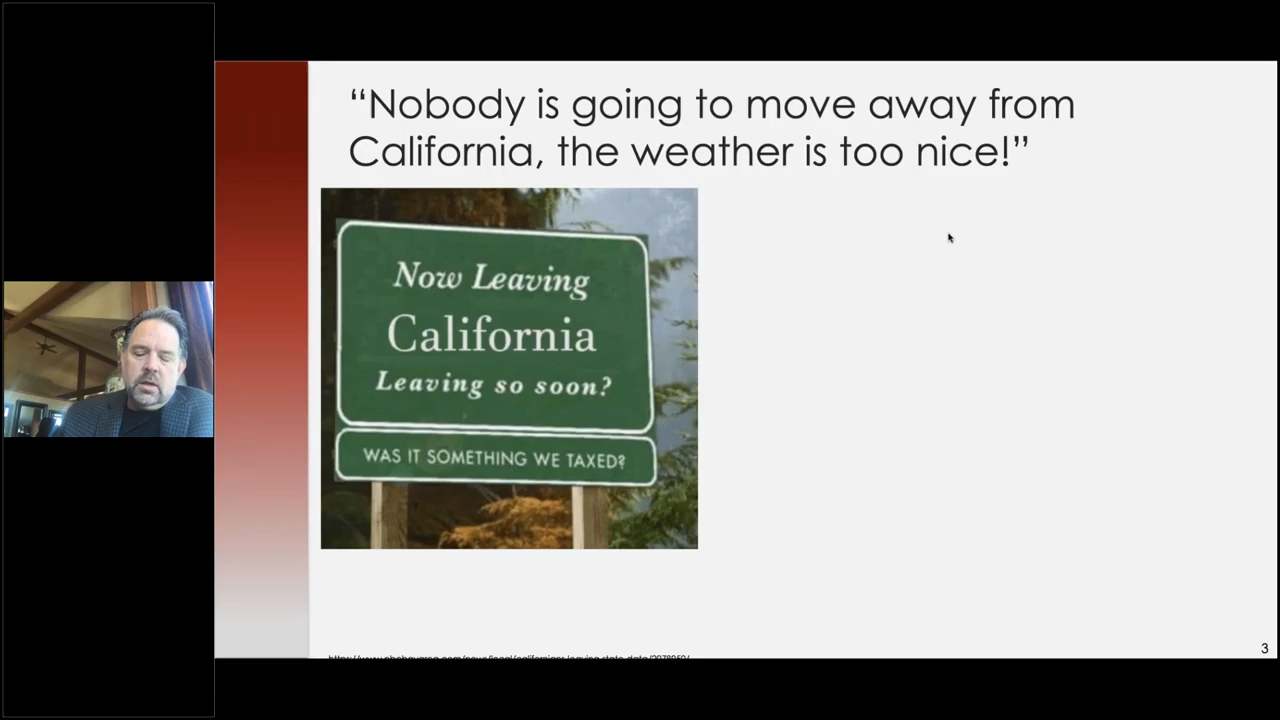 “Nobody is going to move away from
California, the weather is too nice!”
Now Leaving
California
Leaving so soon?
WAS IT SOMETHING WE TAXED?
3